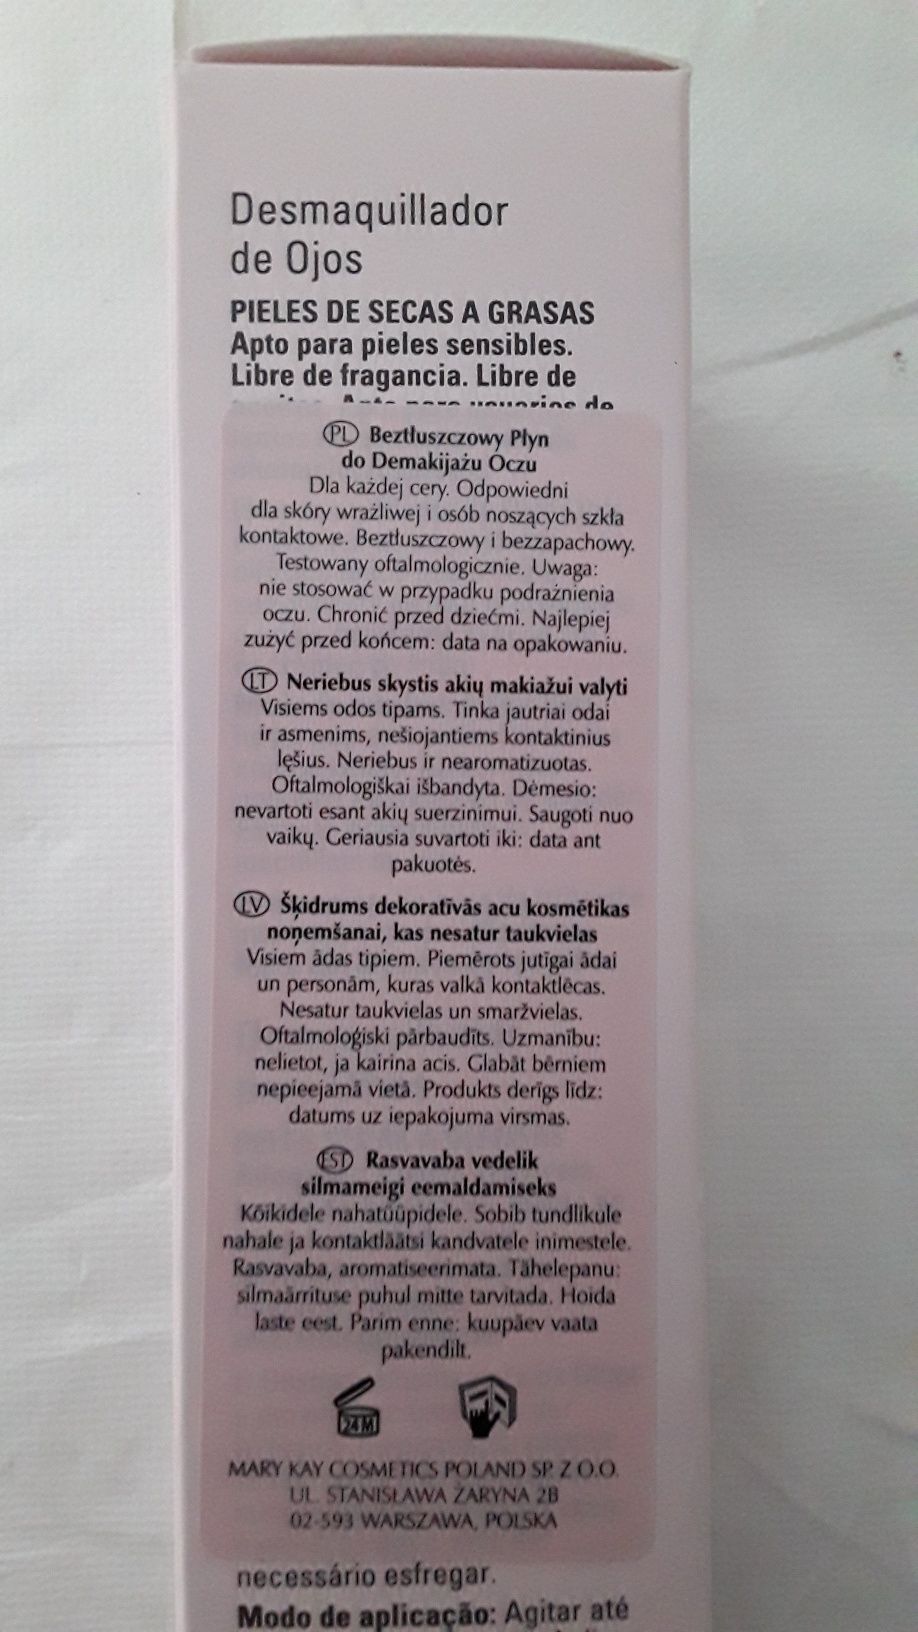 Desmaquillador
de Ojos
PIELES DE SECAS A GRASAS
Apto para pieles sensibles.
Libre de fragancia. Libre de
Apto para usuarios de
PL Beztłuszczowy Płyn
do Demakijażu Oczu
Dla każdej cery. Odpowiedni
dla skóry wrażliwej i osób noszących szkła
kontaktowe. Beztłuszczowy i bezzapachowy.
Testowany oftalmologicznie. Uwaga:
nie stosować w przypadku podrażnienia
oczu. Chronić przed dziećmi. Najlepiej
zużyć przed końcem: data na opakowaniu.
LT Neriebus skystis akių makiažui valyti
Visiems odos tipams. Tinka jautriai odai
ir asmenims, nešiojantiems kontaktinius
lęšius. Neriebus ir nearomatizuotas.
Oftalmologiškai išbandyta. Dėmesio:
nevartoti esant akių suerzinimui. Saugoti nuo
vaikų. Geriausia suvartoti iki: data ant
pakuotės.
LV Šķidrums dekoratīvās acu kosmētikas
noņemšanai, kas nesatur taukvielas
Visiem ādas tipiem. Piemērots jutīgai ādai
un personām, kuras valkā kontaktlēcas.
Nesatur taukvielas un smaržvielas.
Oftalmoloģiski pārbaudīts. Uzmanību:
nelietot, ja kairina acis. Glabāt bērniem
nepieejamā vietā. Produkts derīgs līdz:
datums uz iepakojuma virsmas.
EST Rasvavaba vedelik
silmameigi eemaldamiseks
Kõikidele nahatüüpidele. Sobib tundlikule
nahale ja kontaktläätsi kandvatele inimestele.
Rasvavaba, aromatiseerimata. Tähelepanu:
silmaärrituse puhul mitte tarvitada. Hoida
laste eest. Parim enne: kuupäev vaata
pakendilt.
24 M
MARY KAY COSMETICS POLAND SP. Z O.O.
UL. STANISŁAWA ŻARYNA 2B
02-593 WARSZAWA, POLSKA
necessário esfregar.
Modo de aplicação: Agitar até